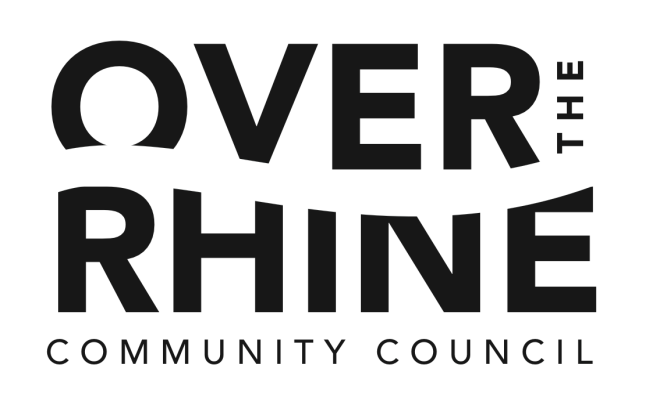 OVER THE
RHINE
COMMUNITY COUNCIL